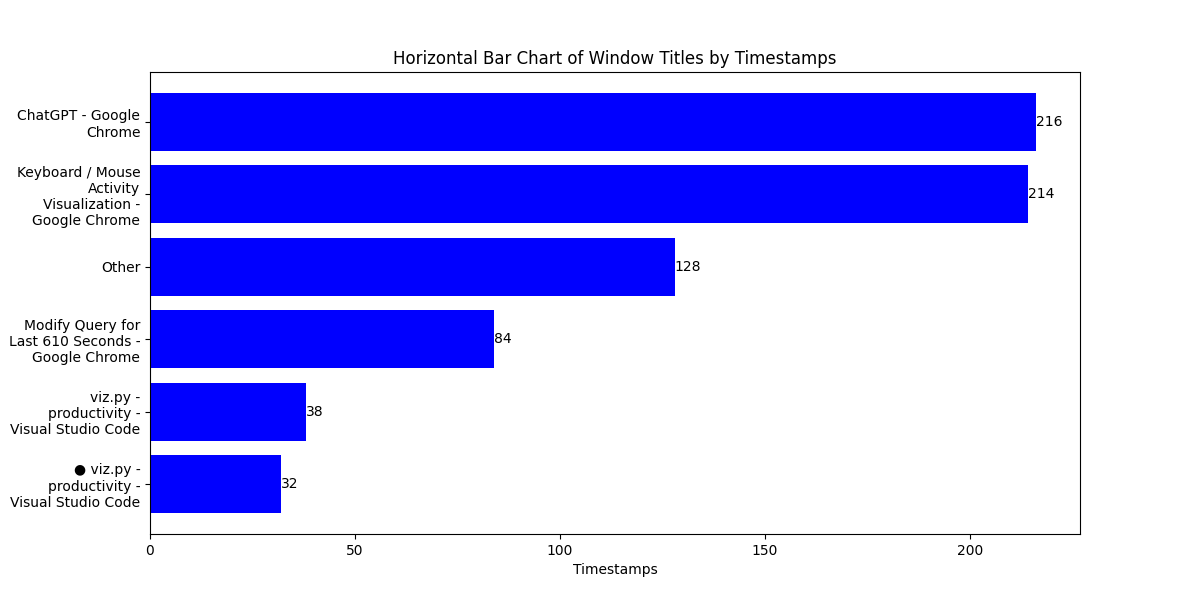 Horizontal Bar Chart of Window Titles by Timestamps
ChatGPT - Google
Chrome
216
Keyboard / Mouse
Activity
Visualization -
Google Chrome
214
Other
128
Modify Query for
Last 610 Seconds -
Google Chrome
84
viz.py -
productivity -
Visual Studio Code
38
● viz.py -
productivity -
Visual Studio Code
32
0 50 100 150 200
Timestamps